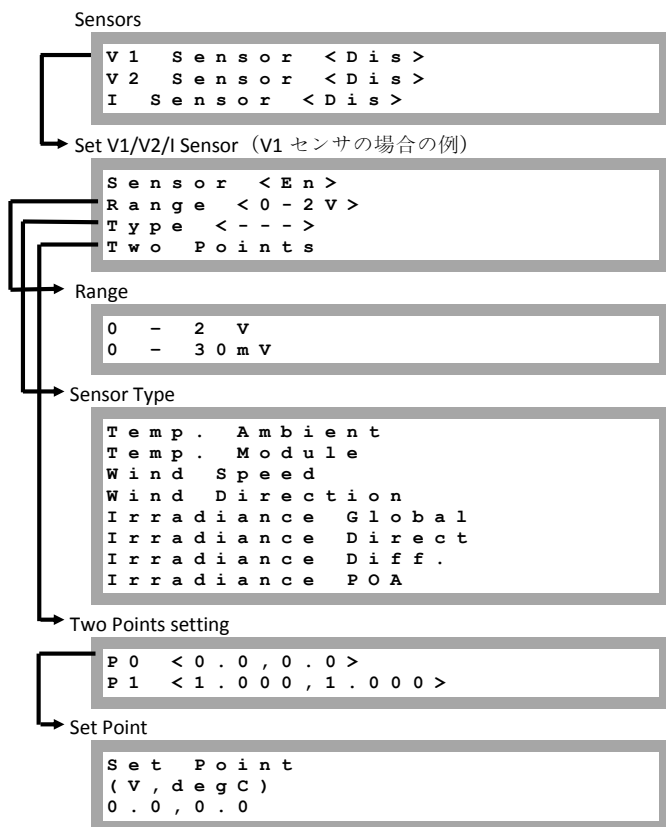 Sensors
V1 Sensor <Dis>
V2 Sensor <Dis>
I Sensor <Dis>
Set V1/V2/I Sensor（V1 センサの場合の例）
Sensor <En>
Range <0-2V>
Type <--->
Two Points
Range
0 – 2 V
0 – 30mV
Sensor Type
Temp. Ambient
Temp. Module
Wind Speed
Wind Direction
Irradiance Global
Irradiance Direct
Irradiance Diff.
Irradiance POA
Two Points setting
P0 <0.0,0.0>
P1 <1.000,1.000>
Set Point
Set Point
(V,degC)
0.0,0.0